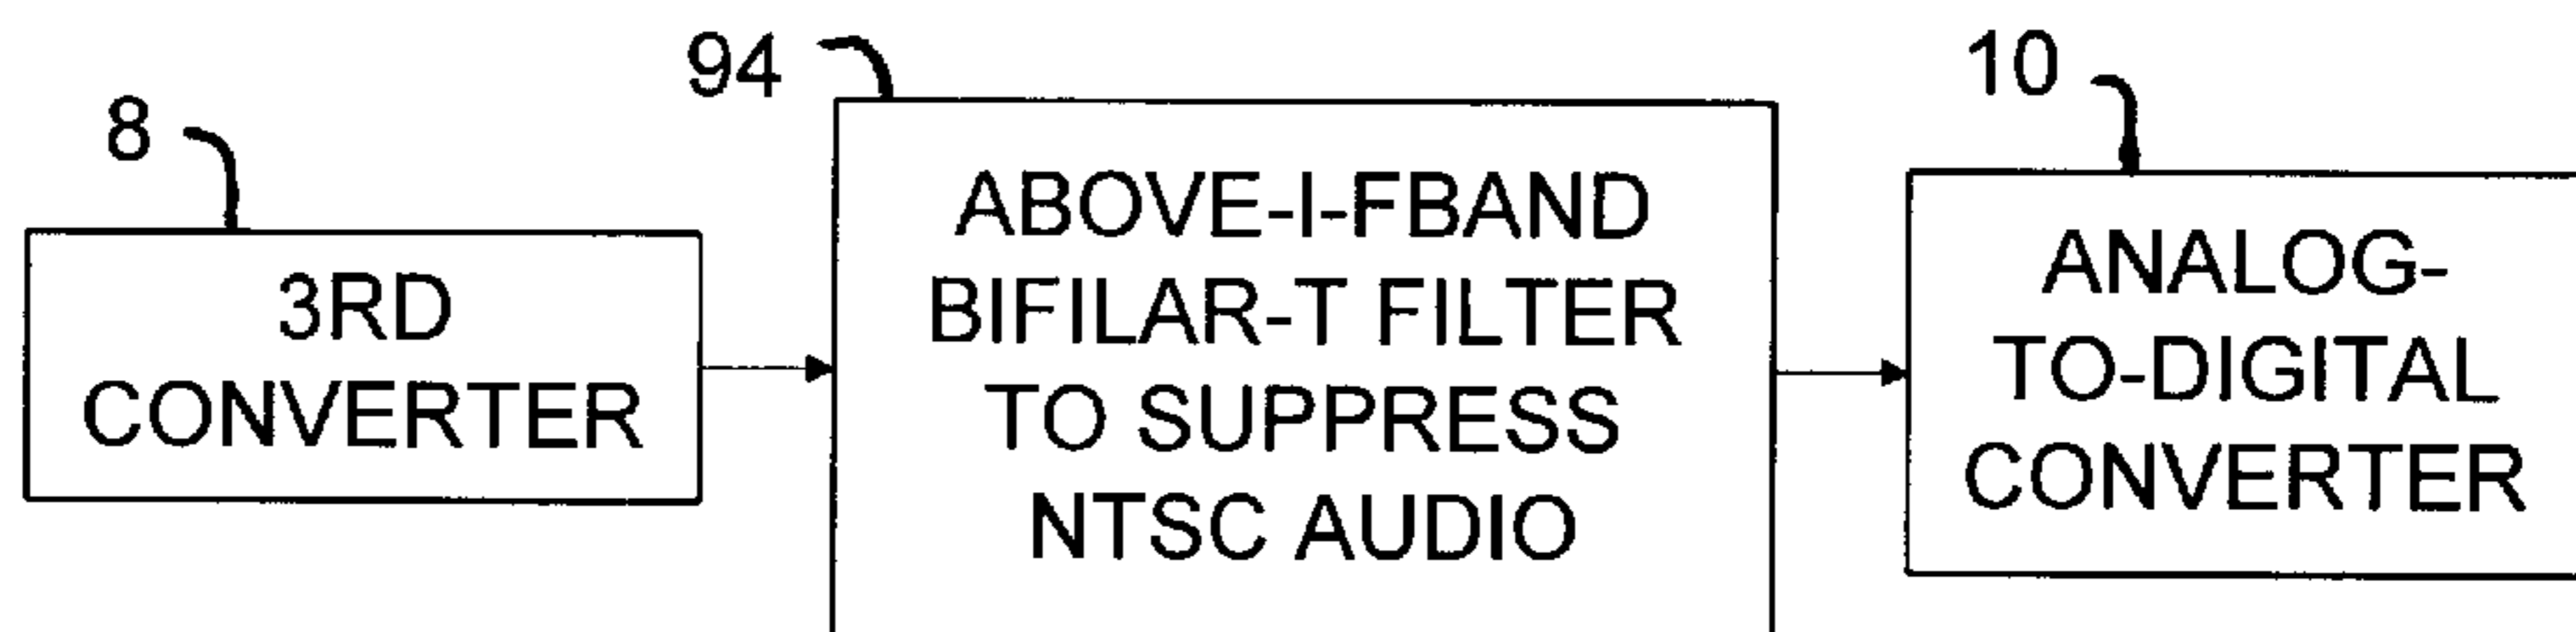 8
3RD
CONVERTER
94
ABOVE-I-FBAND
BIFILAR-T FILTER
TO SUPPRESS
NTSC AUDIO
10
ANALOG-
TO-DIGITAL
CONVERTER